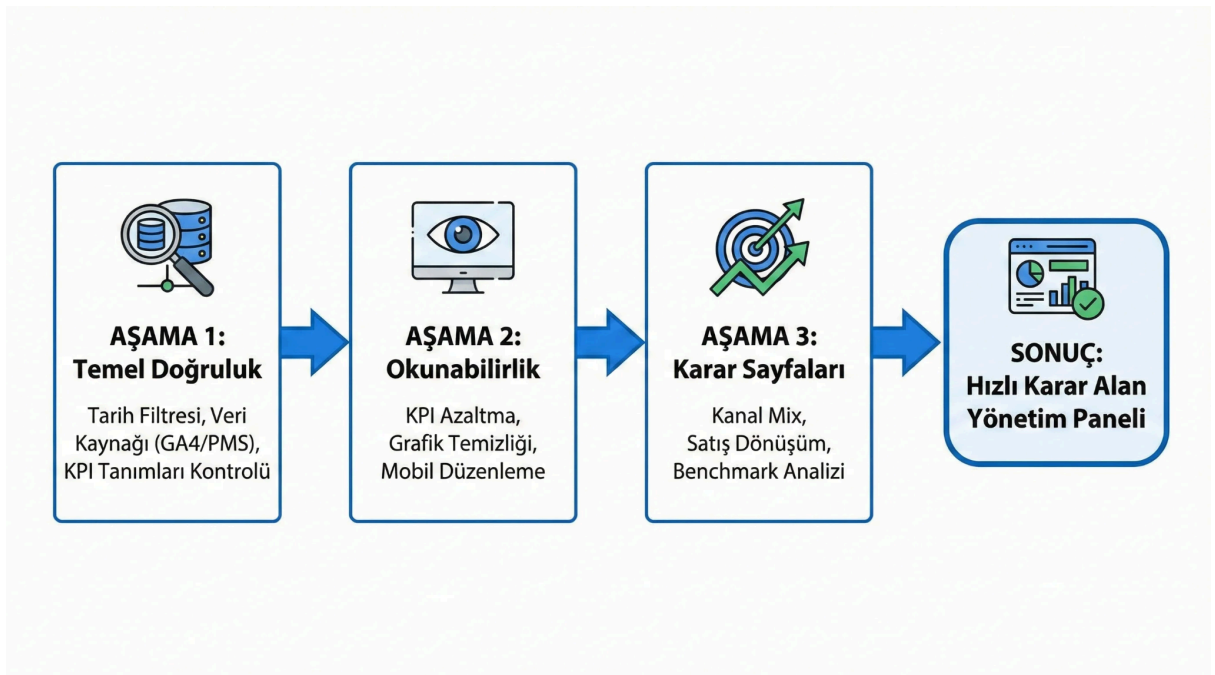 AŞAMA 1:
Temel Doğruluk
Tarih Filtresi, Veri
Kaynağı (GA4/PMS),
KPI Tanımları Kontrolü
AŞAMA 2:
Okunabilirlik
KPI Azaltma,
Grafik Temizliği,
Mobil Düzenleme
AŞAMA 3:
Karar Sayfaları
Kanal Mix,
Satış Dönüşüm,
Benchmark Analizi
SONUÇ:
Hızlı Karar Alan
Yönetim Paneli